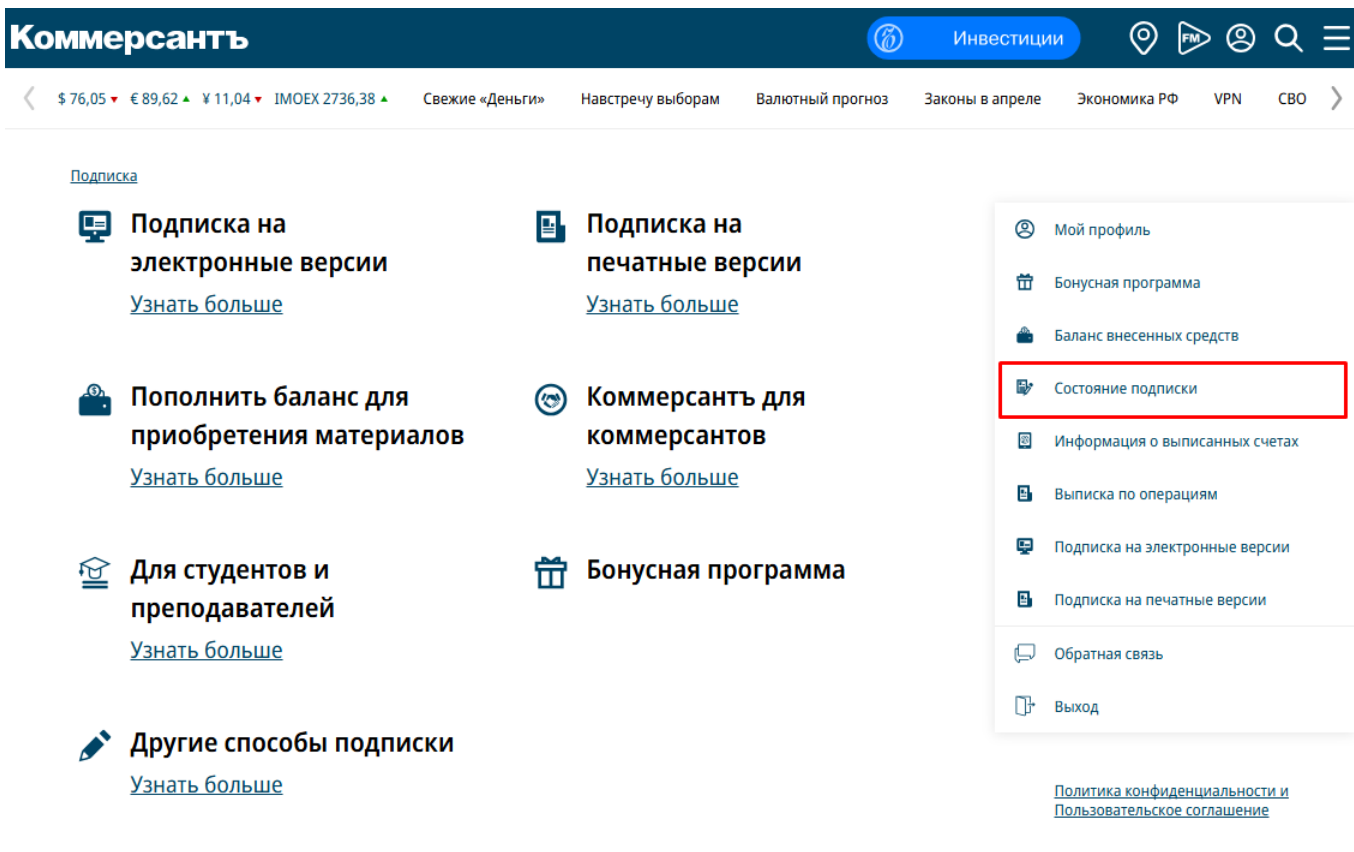 Коммерсантъ
Инвестиции
FM
$ 76,05 ▼ € 89,62 ▲ ¥ 11,04 ▼ IMOEX 2736,38 ▲ Свежие «Деньги» Навстречу выборам Валютный прогноз Законы в апреле Экономика РФ VPN СВО
Подписка
Подписка на
электронные версии
Узнать больше
Подписка на
печатные версии
Узнать больше
Пополнить баланс для
приобретения материалов
Узнать больше
Коммерсантъ для
коммерсантов
Узнать больше
Для студентов и
преподавателей
Узнать больше
Бонусная программа
Другие способы подписки
Узнать больше
Мой профиль
Бонусная программа
Баланс внесенных средств
Состояние подписки
Информация о выписанных счетах
Выписка по операциям
Подписка на электронные версии
Подписка на печатные версии
Обратная связь
Выход
Политика конфиденциальности и
Пользовательское соглашение